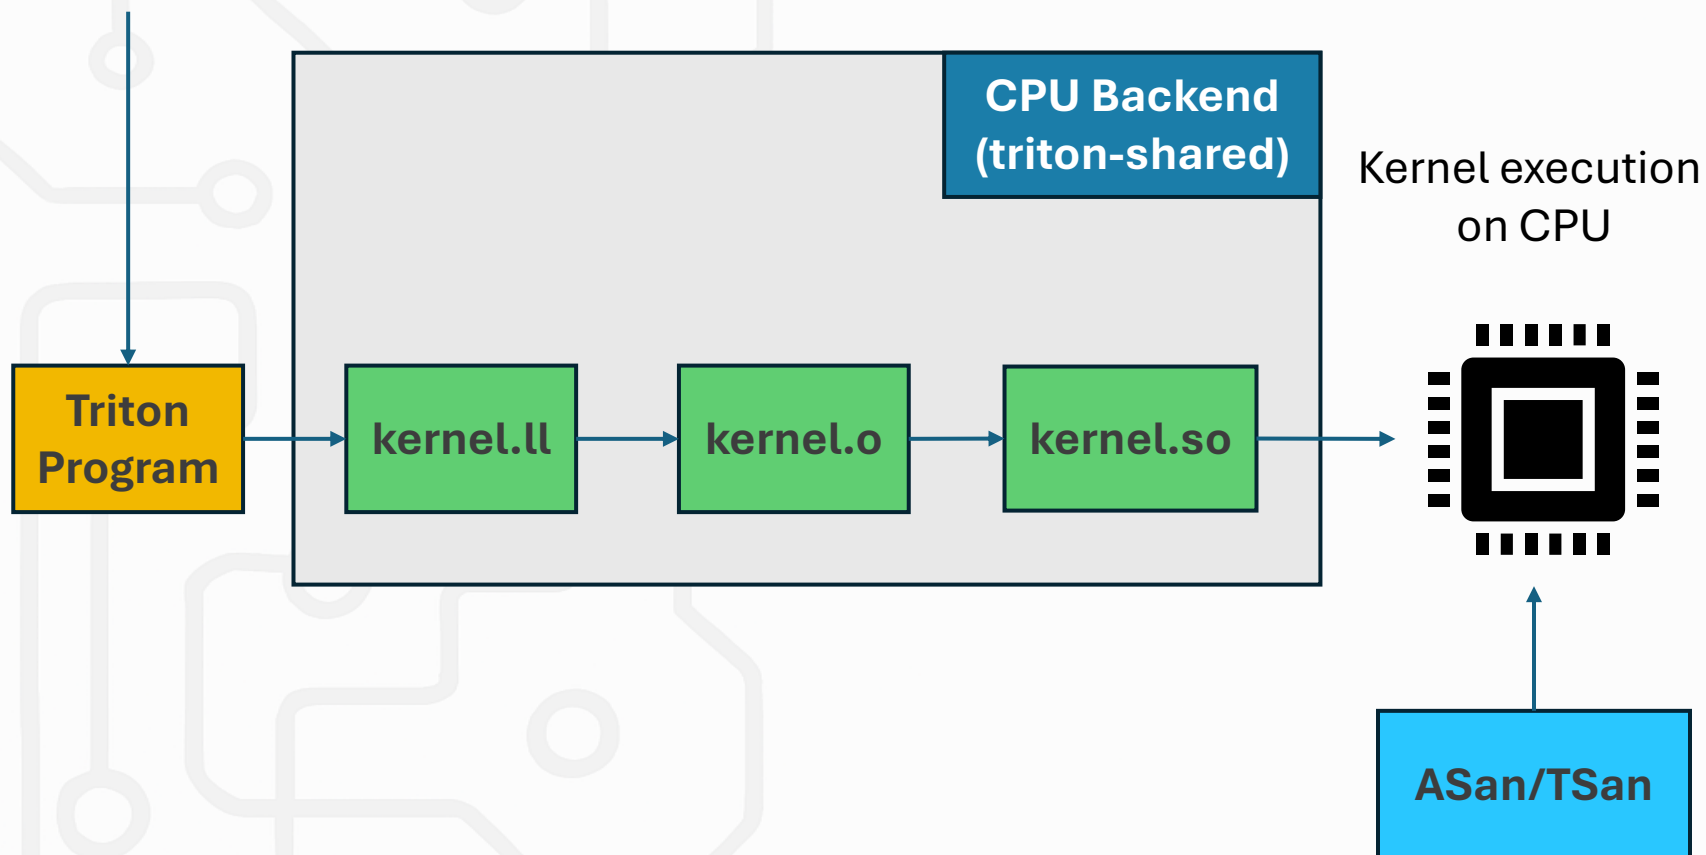 CPU Backend
(triton-shared)
Kernel execution
on CPU
Triton
Program
kernel.ll
kernel.o
kernel.so
ASan/TSan